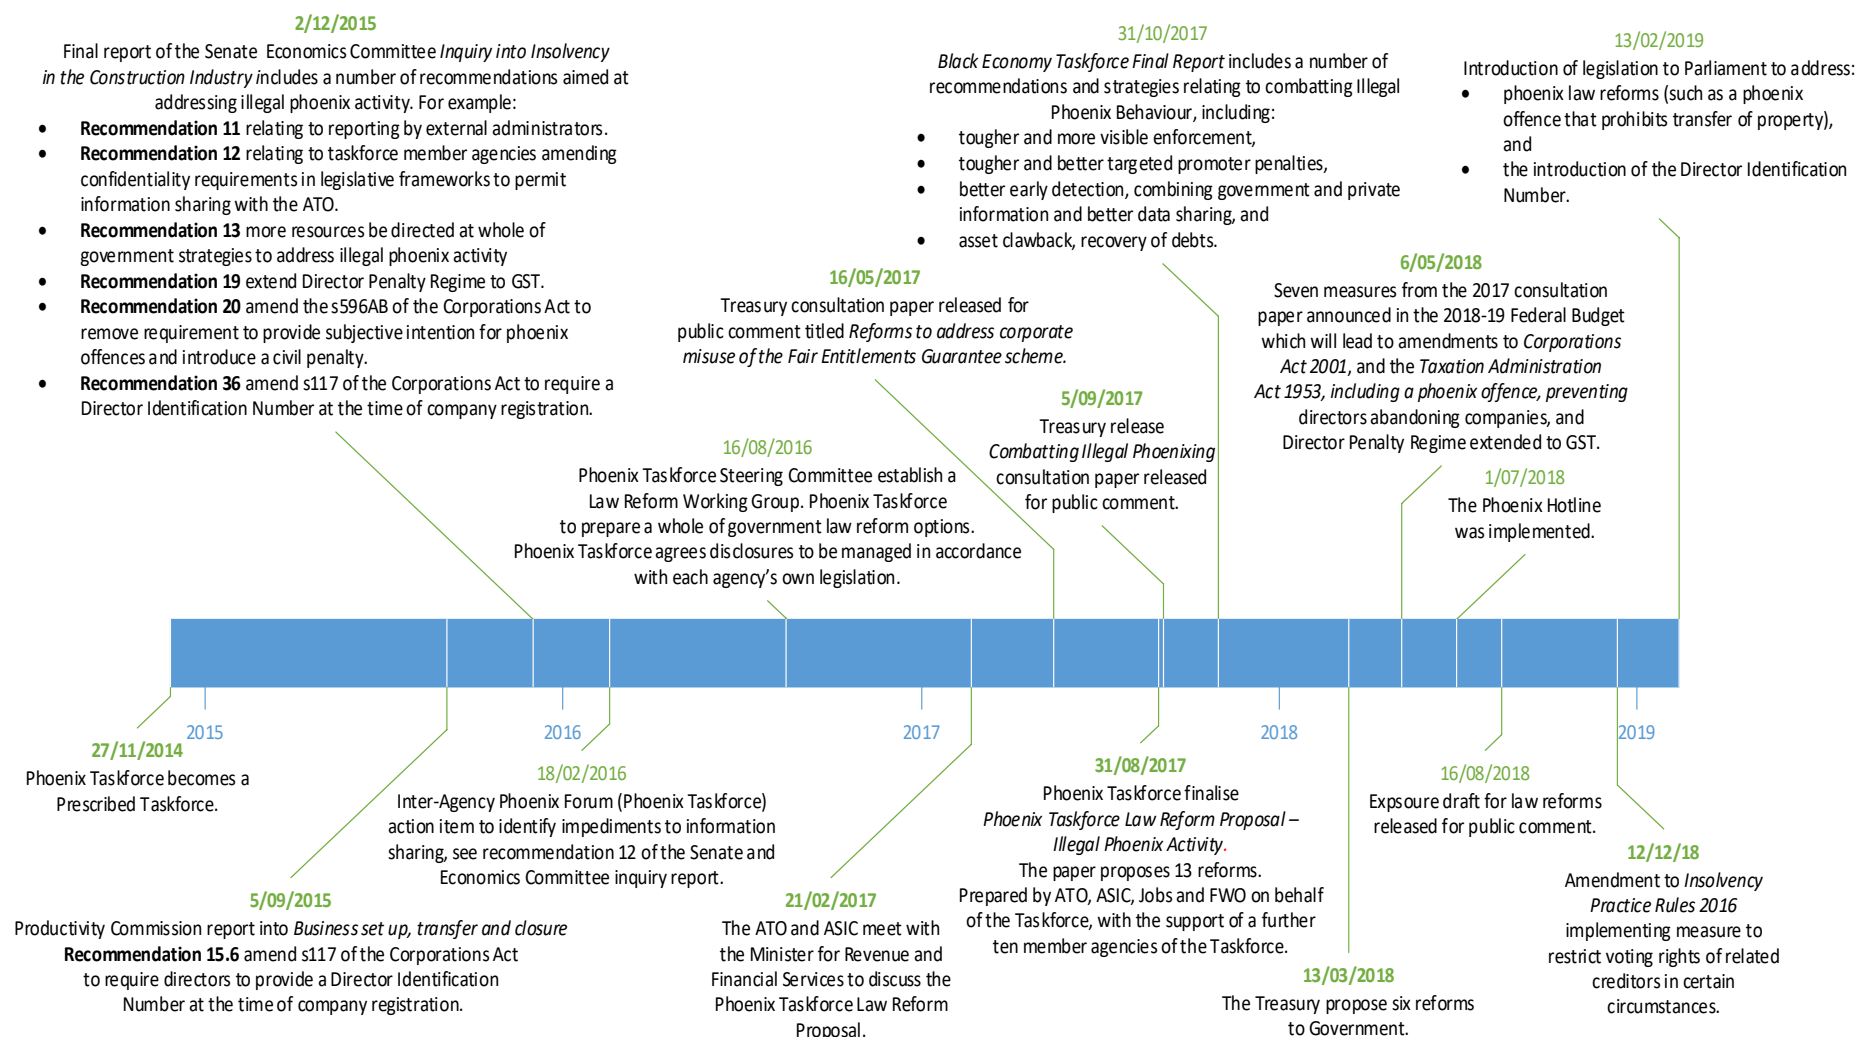 2/12/2015
Final report of the Senate Economics Committee Inquiry into Insolvency
in the Construction Industry includes a number of recommendations aimed at
addressing illegal phoenix activity. For example:
• Recommendation 11 relating to reporting by external administrators.
• Recommendation 12 relating to taskforce member agencies amending
confidentiality requirements in legislative frameworks to permit
information sharing with the ATO.
• Recommendation 13 more resources be directed at whole of
government strategies to address illegal phoenix activity
• Recommendation 19 extend Director Penalty Regime to GST.
• Recommendation 20 amend the s596AB of the Corporations Act to
remove requirement to provide subjective intention for phoenix
offences and introduce a civil penalty.
• Recommendation 36 amend s117 of the Corporations Act to require a
Director Identification Number at the time of company registration.
16/08/2016
Phoenix Taskforce Steering Committee establish a
Law Reform Working Group. Phoenix Taskforce
to prepare a whole of government law reform options.
Phoenix Taskforce agrees disclosures to be managed in accordance
with each agency's own legislation.
16/05/2017
Treasury consultation paper released for
public comment titled Reforms to address corporate
misuse of the Fair Entitlements Guarantee scheme.
5/09/2017
Treasury release
Combatting Illegal Phoenixing
consultation paper released
for public comment.
31/10/2017
Black Economy Taskforce Final Report includes a number of
recommendations and strategies relating to combatting Illegal
Phoenix Behaviour, including:
• tougher and more visible enforcement,
• tougher and better targeted promoter penalties,
• better early detection, combining government and private
information and better data sharing, and
• asset clawback, recovery of debts.
6/05/2018
Seven measures from the 2017 consultation
paper announced in the 2018-19 Federal Budget
which will lead to amendments to Corporations
Act 2001, and the Taxation Administration
Act 1953, including a phoenix offence, preventing
directors abandoning companies, and
Director Penalty Regime extended to GST.
1/07/2018
The Phoenix Hotline
was implemented.
13/02/2019
Introduction of legislation to Parliament to address:
• phoenix law reforms (such as a phoenix
offence that prohibits transfer of property),
and
• the introduction of the Director Identification
Number.
2015
2016
2017
2018
2019
27/11/2014
Phoenix Taskforce becomes a
Prescribed Taskforce.
5/09/2015
Productivity Commission report into Business set up, transfer and closure
Recommendation 15.6 amend s117 of the Corporations Act
to require directors to provide a Director Identification
Number at the time of company registration.
18/02/2016
Inter-Agency Phoenix Forum (Phoenix Taskforce)
action item to identify impediments to information
sharing, see recommendation 12 of the Senate and
Economics Committee inquiry report.
21/02/2017
The ATO and ASIC meet with
the Minister for Revenue and
Financial Services to discuss the
Phoenix Taskforce Law Reform
Proposal.
31/08/2017
Phoenix Taskforce finalise
Phoenix Taskforce Law Reform Proposal –
Illegal Phoenix Activity.
The paper proposes 13 reforms.
Prepared by ATO, ASIC, Jobs and FWO on behalf
of the Taskforce, with the support of a further
ten member agencies of the Taskforce.
13/03/2018
The Treasury propose six reforms
to Government.
16/08/2018
Expsoure draft for law reforms
released for public comment.
12/12/18
Amendment to Insolvency
Practice Rules 2016
implementing measure to
restrict voting rights of related
creditors in certain
circumstances.